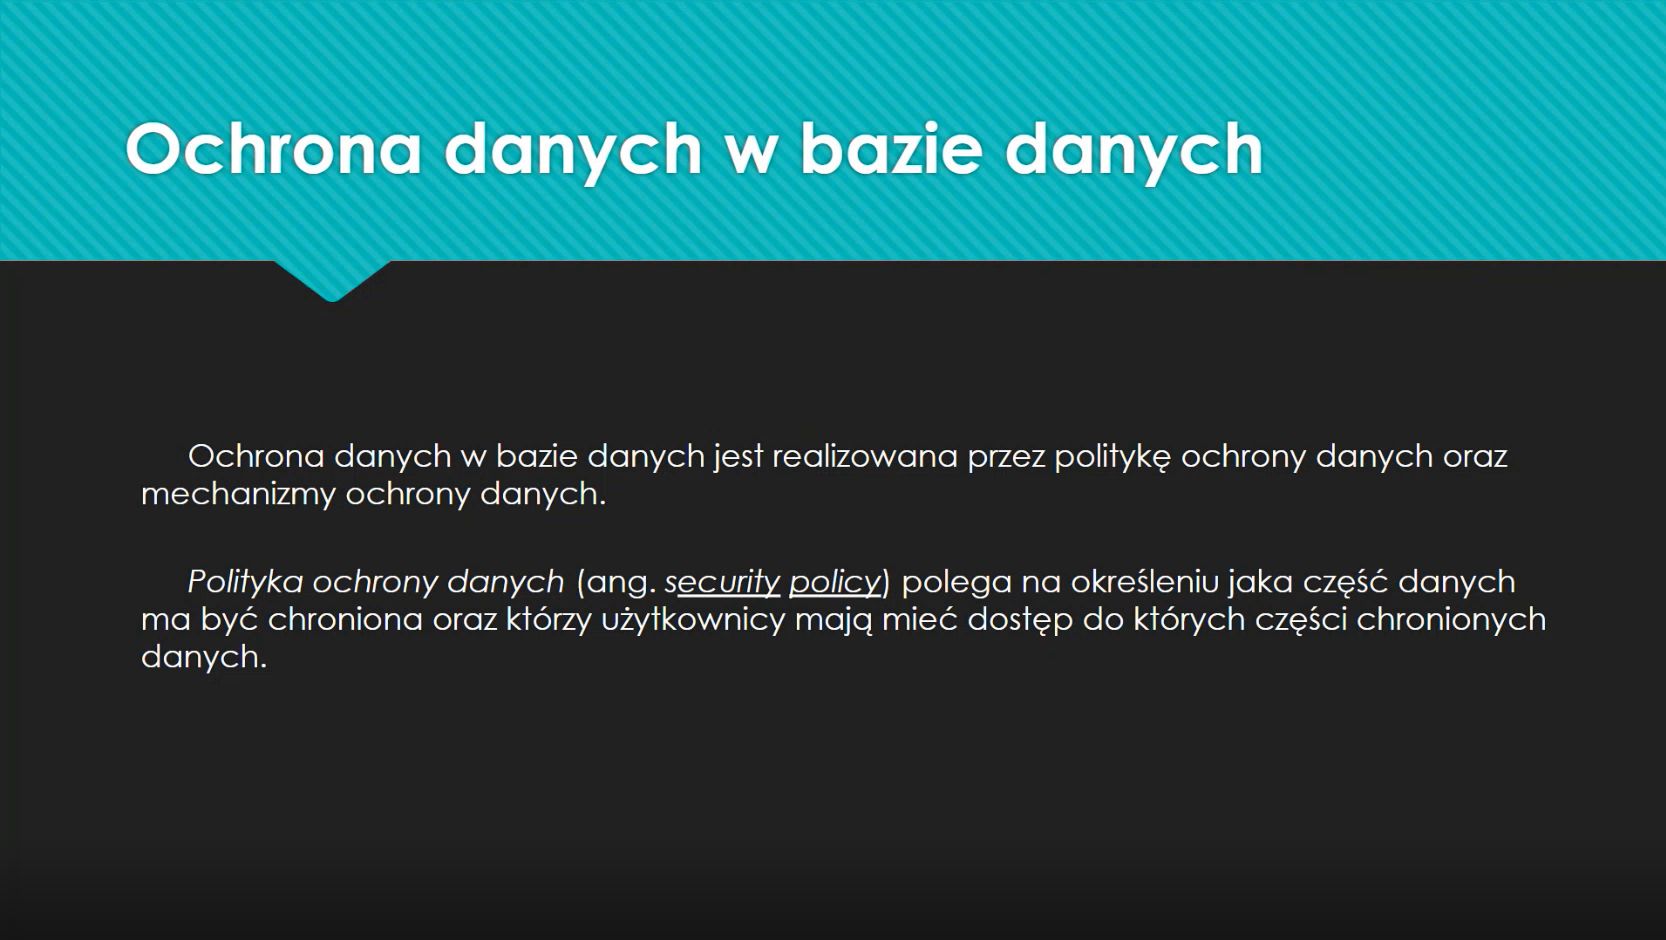 Ochrona danych w bazie danych
Ochrona danych w bazie danych jest realizowana przez politykę ochrony danych oraz
mechanizmy ochrony danych.
Polityka ochrony danych (ang. security policy) polega na określeniu jaka część danych
ma być chroniona oraz którzy użytkownicy mają mieć dostęp do których części chronionych
danych.